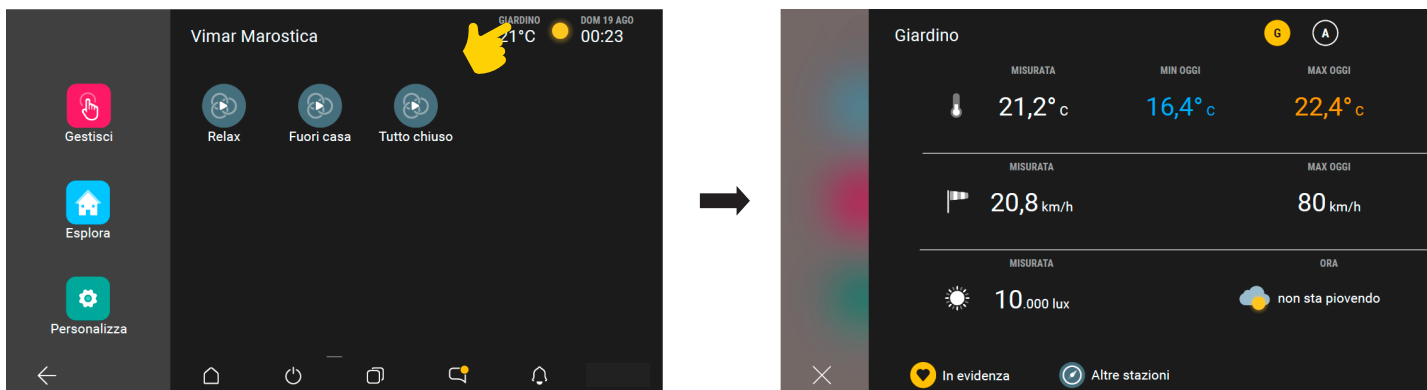 Vimar Marostica
GIARDINO
DOM 19 AGO
21°C
00:23
Gestisci
Relax
Fuori casa
Tutto chiuso
Esplora
Personalizza
Giardino
G
A
MISURATA
MIN OGGI
MAX OGGI
21,2° C
16,4° C
22,4° C
MISURATA
MAX OGGI
20,8 km/h
80 km/h
MISURATA
ORA
10.000 lux
non sta piovendo
In evidenza
Altre stazioni